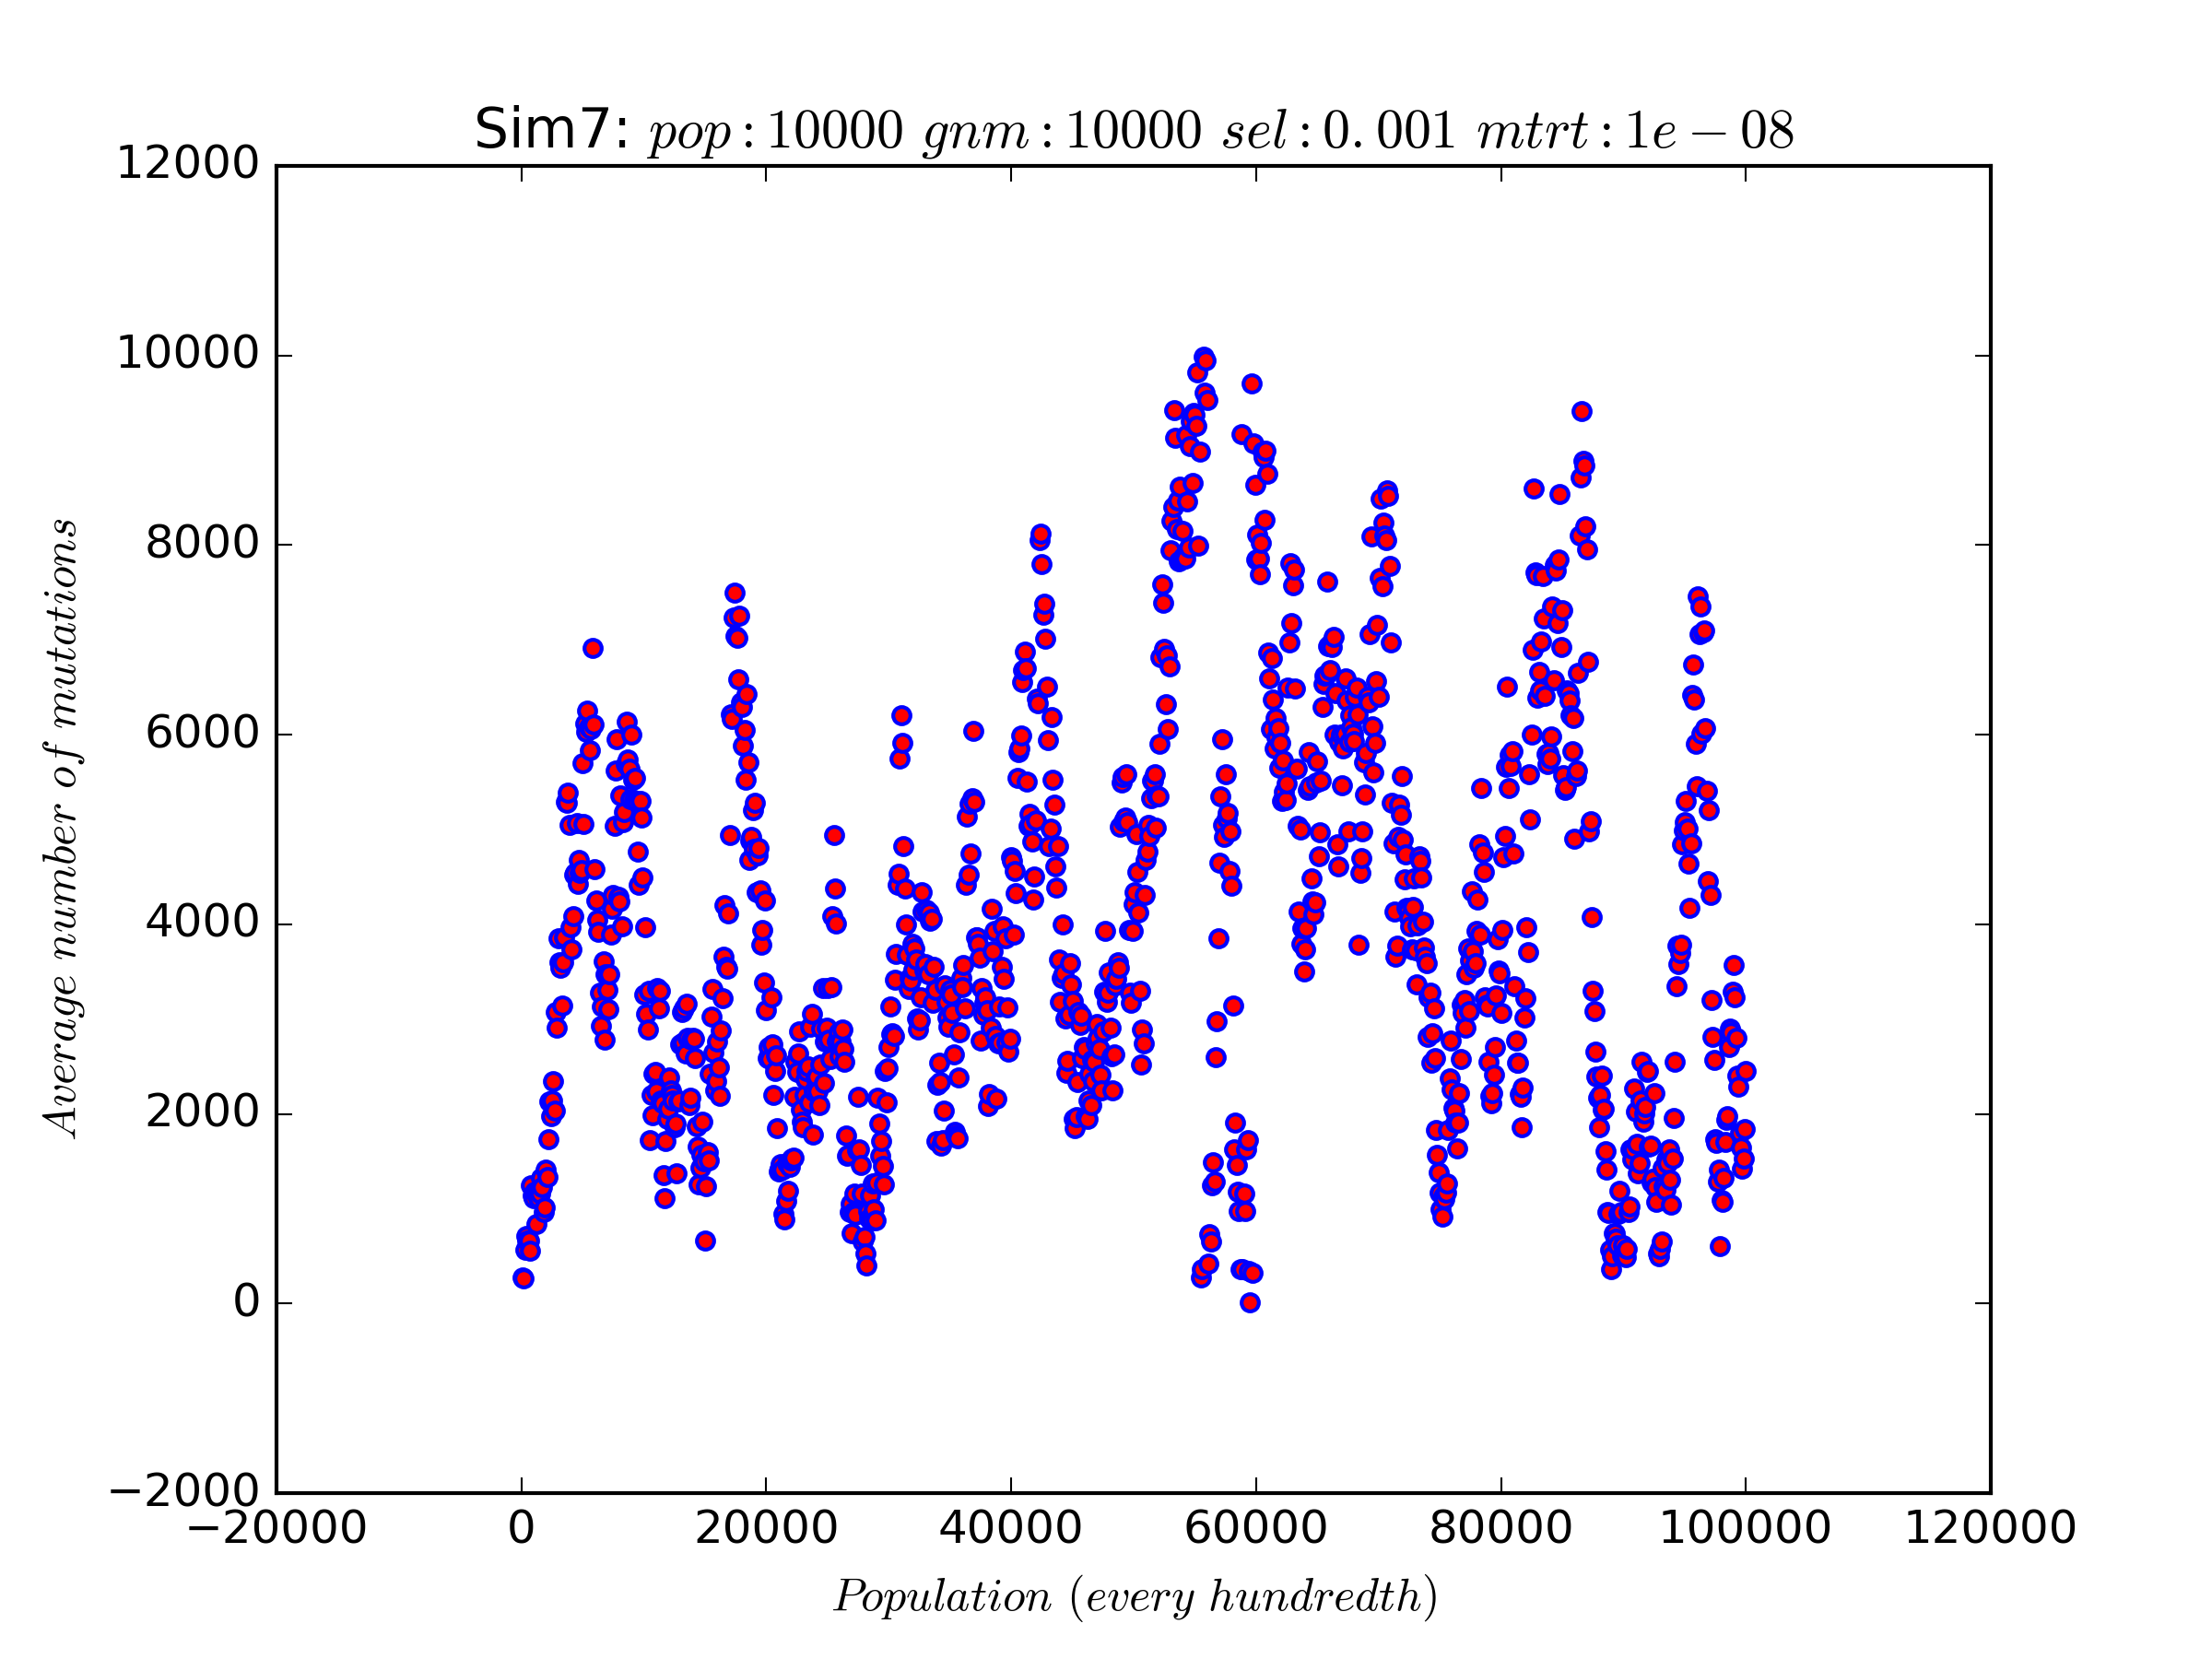 Sim7: pop : 10000 gnm : 10000 sel : 0.001 mtrt : 1e − 08
12000
10000
8000
6000
4000
2000
0
−2000
Average number of mutations
−20000 0 20000 40000 60000 80000 100000 120000
Population (every hundredth)